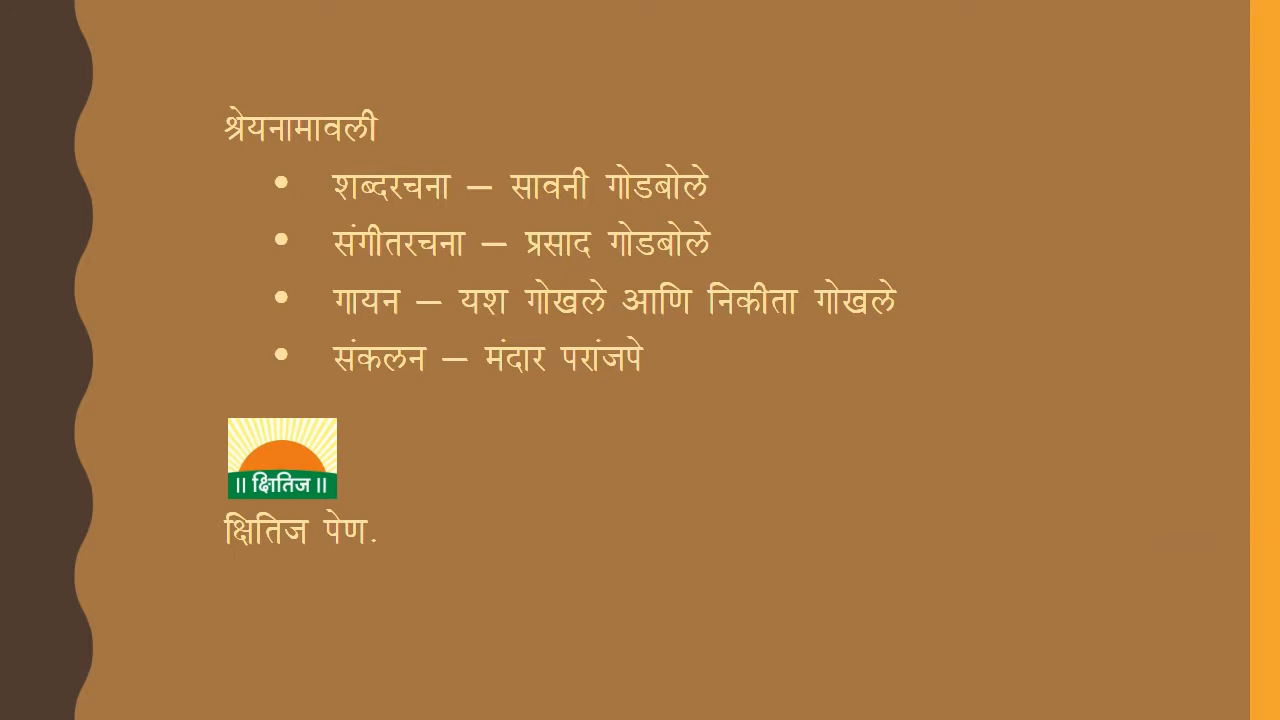 श्रेयनामावली
• शब्दरचना – सावनी गोडबोले
• संगीतरचना – प्रसाद गोडबोले
• गायन – यश गोखले आणि निकीता गोखले
• संकलन – मंदार परांजपे
॥ क्षितिज ॥
क्षितिज पेण.